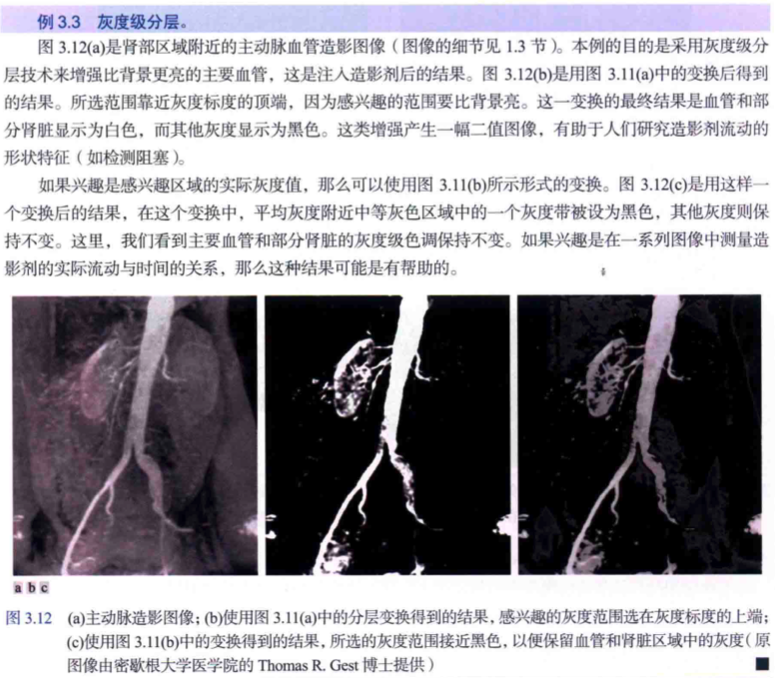 例 3.3 灰度级分层。
图 3.12(a)是肾部区域附近的主动脉血管造影图像（图像的细节见 1.3 节）。本例的目的是采用灰度级分
层技术来增强比背景更亮的主要血管，这是注入造影剂后的结果。图 3.12(b)是用图 3.11(a)中的变换后得到
的结果。所选范围靠近灰度标度的顶端，因为感兴趣的范围要比背景亮。这一变换的最终结果是血管和部
分肾脏显示为白色，而其他灰度显示为黑色。这类增强产生一幅二值图像，有助于人们研究造影剂流动的
形状特征（如检测阻塞）。
如果兴趣是感兴趣区域的实际灰度值，那么可以使用图 3.11(b)所示形式的变换。图 3.12(c)是用这样一
个变换后的结果，在这个变换中，平均灰度附近中等灰色区域中的一个灰度带被设为黑色，其他灰度则保
持不变。这里，我们看到主要血管和部分肾脏的灰度级色调保持不变。如果兴趣是在一系列图像中测量造
影剂的实际流动与时间的关系，那么这种结果可能是有帮助的。
a b c
图 3.12 (a)主动脉造影图像；(b)使用图 3.11(a)中的分层变换得到的结果，感兴趣的灰度范围选在灰度标度的上端；
(c)使用图 3.11(b)中的变换得到的结果，所选的灰度范围接近黑色，以便保留血管和肾脏区域中的灰度（原
图像由密歇根大学医学院的 Thomas R. Gest 博士提供）